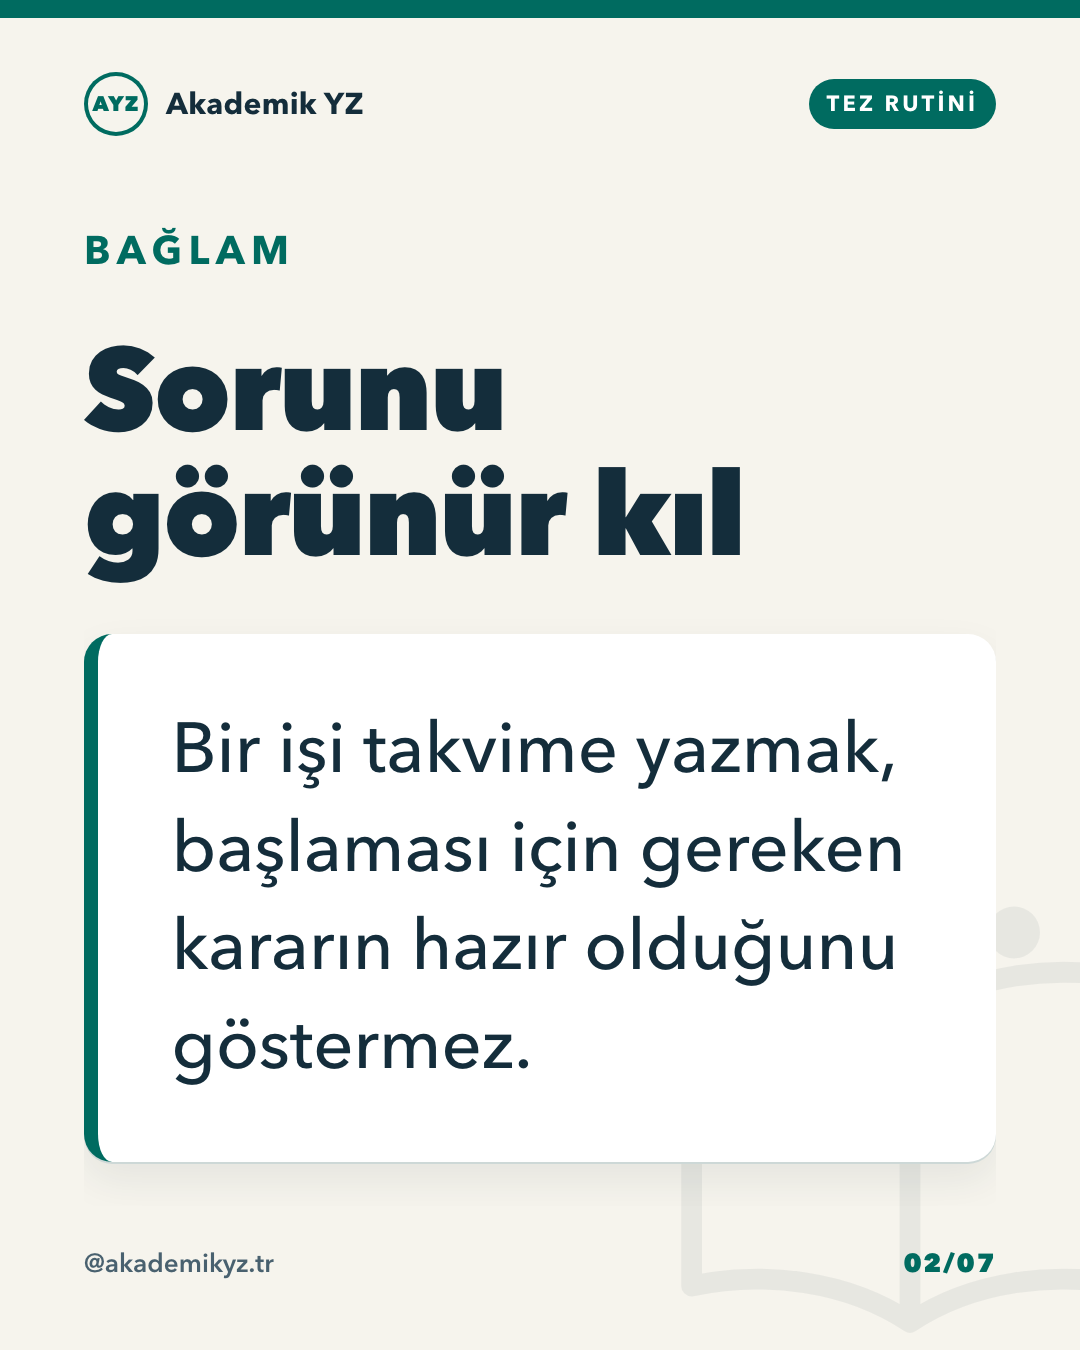 AYZ Akademik YZ
TEZ RUTİNİ
BAĞLAM
Sorunu
görünür kıl
Bir işi takvime yazmak,
başlaması için gereken
kararın hazır olduğunu
göstermez.
@akademikyz.tr
02/07